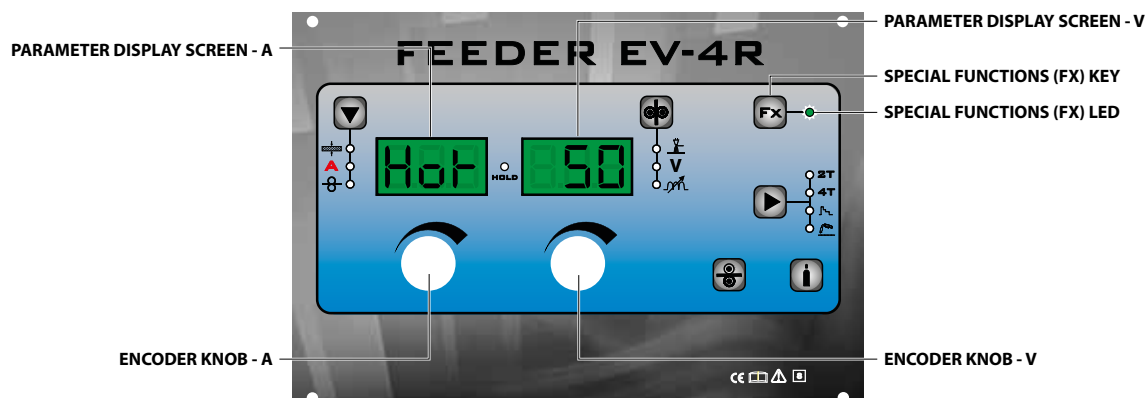 PARAMETER DISPLAY SCREEN - V
PARAMETER DISPLAY SCREEN - A
FEEDER EV-4R
SPECIAL FUNCTIONS (FX) KEY
Fx
SPECIAL FUNCTIONS (FX) LED
Hot
HOLD
50
A
V
2T
4T
ENCODER KNOB - A
ENCODER KNOB - V
CE